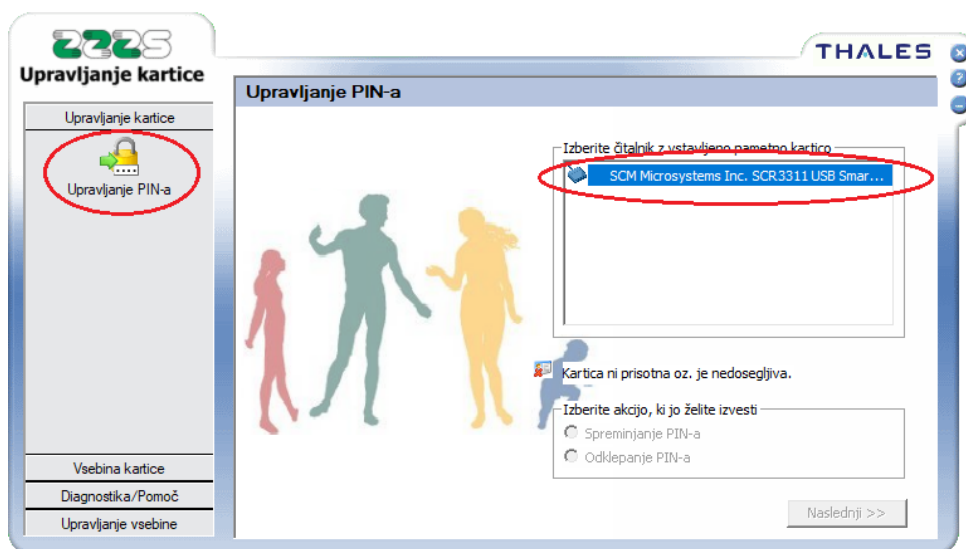 ZZZS
Upravljanje kartice
THALES
Upravljanje kartice
Upravljanje PIN-a
Vsebina kartice
Diagnostika/Pomoč
Upravljanje vsebine
Upravljanje PIN-a
Izberite čitalnik z vstavljeno pametno kartico
SCM Microsystems Inc. SCR3311 USB Smar...
Kartica ni prisotna oz. je nedosegljiva.
Izberite akcijo, ki jo želite izvesti
Spreminjanje PIN-a
Odklepanje PIN-a
Naslednji >>